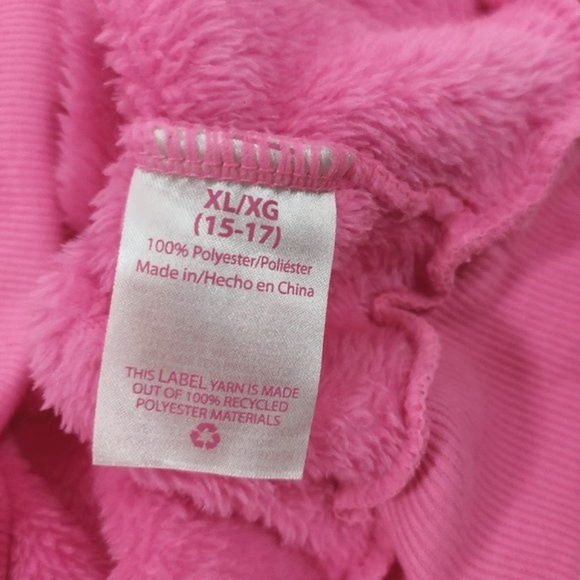 XL/XG
(15-17)
100% Polyester/Poliéster
Made in/Hecho en China
THIS LABEL YARN IS MADE
OUT OF 100% RECYCLED
POLYESTER MATERIALS